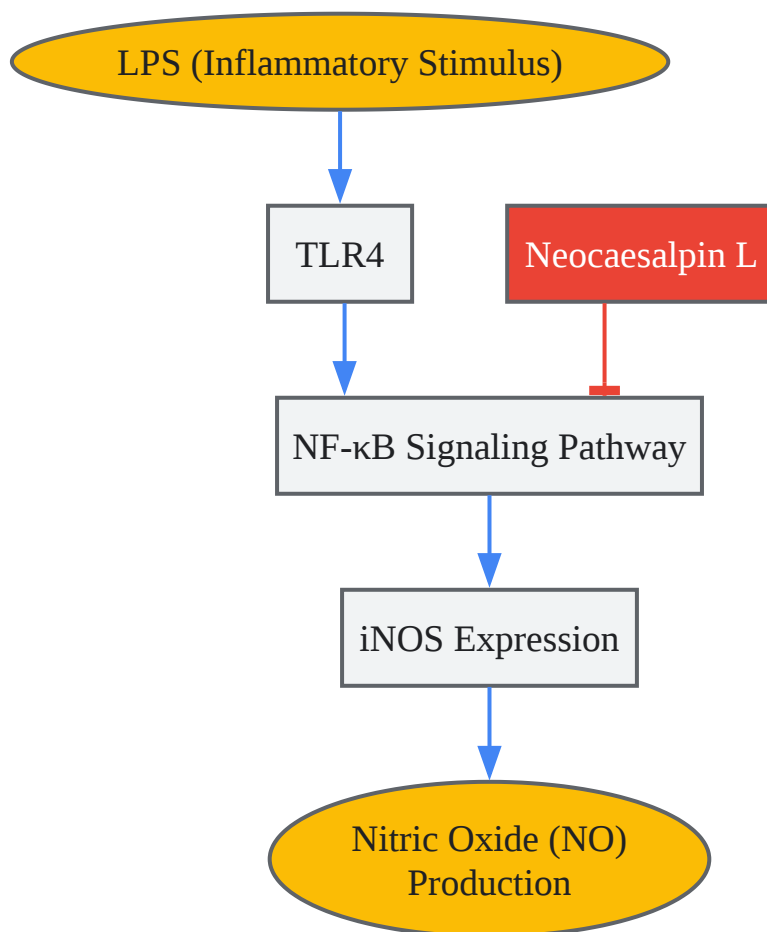 LPS (Inflammatory Stimulus)
TLR4
Neocaesalpin L
NF-κB Signaling Pathway
iNOS Expression
Nitric Oxide (NO)
Production